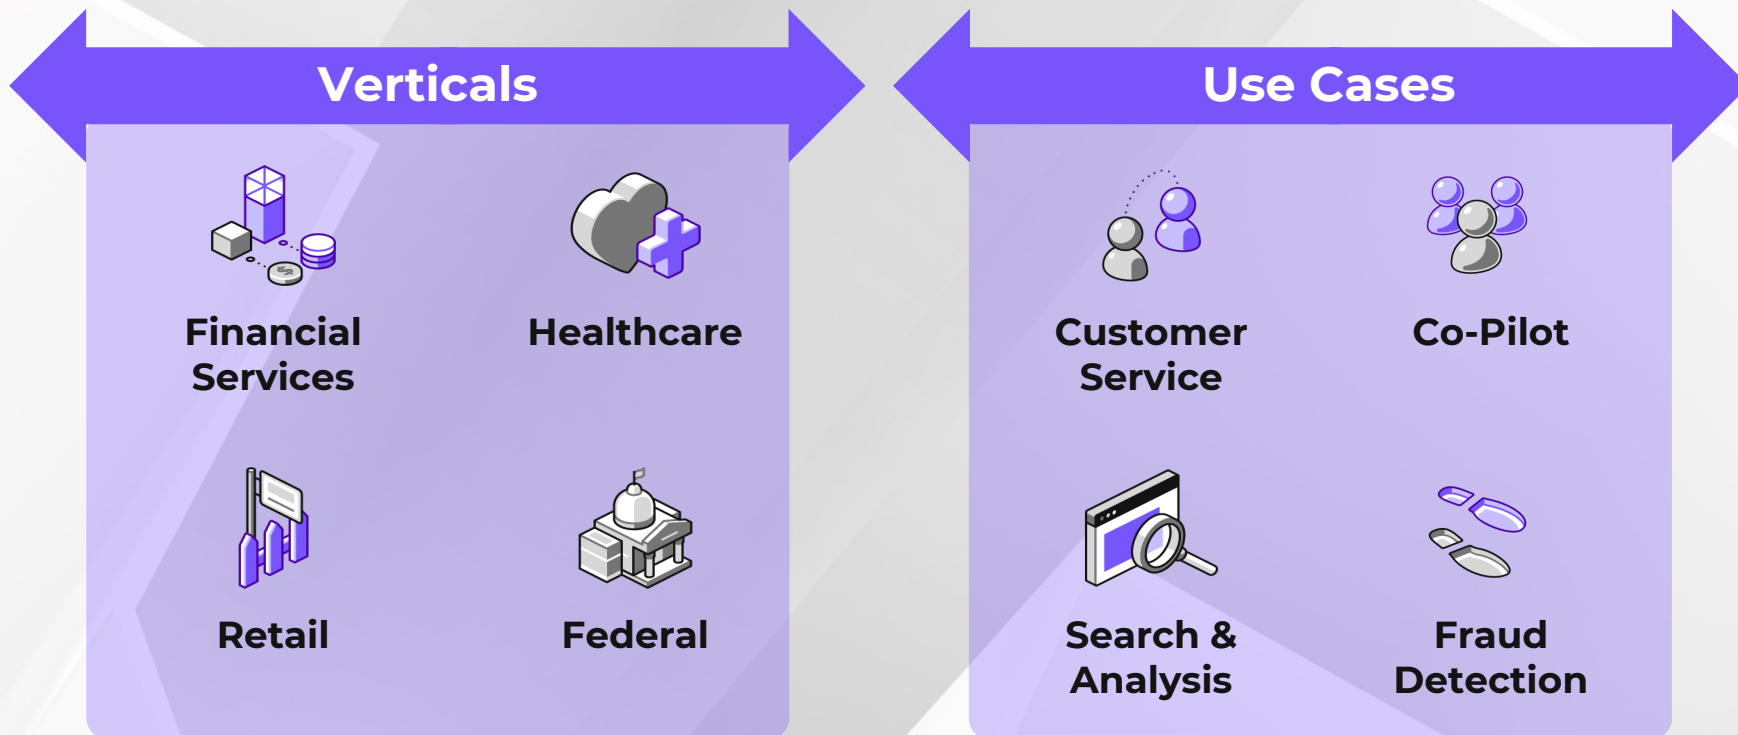 Verticals
Financial
Services
Healthcare
Retail
Federal
Use Cases
Customer
Service
Co-Pilot
Search &
Analysis
Fraud
Detection